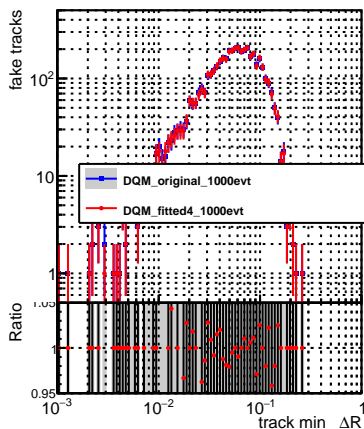 fake tracks
10²
10
1
DQM_original_1000evt
DQM_fitted4_1000evt
Ratio
1.05
1
0.95
10⁻³ 10⁻² 10⁻¹ 1
track min ΔR